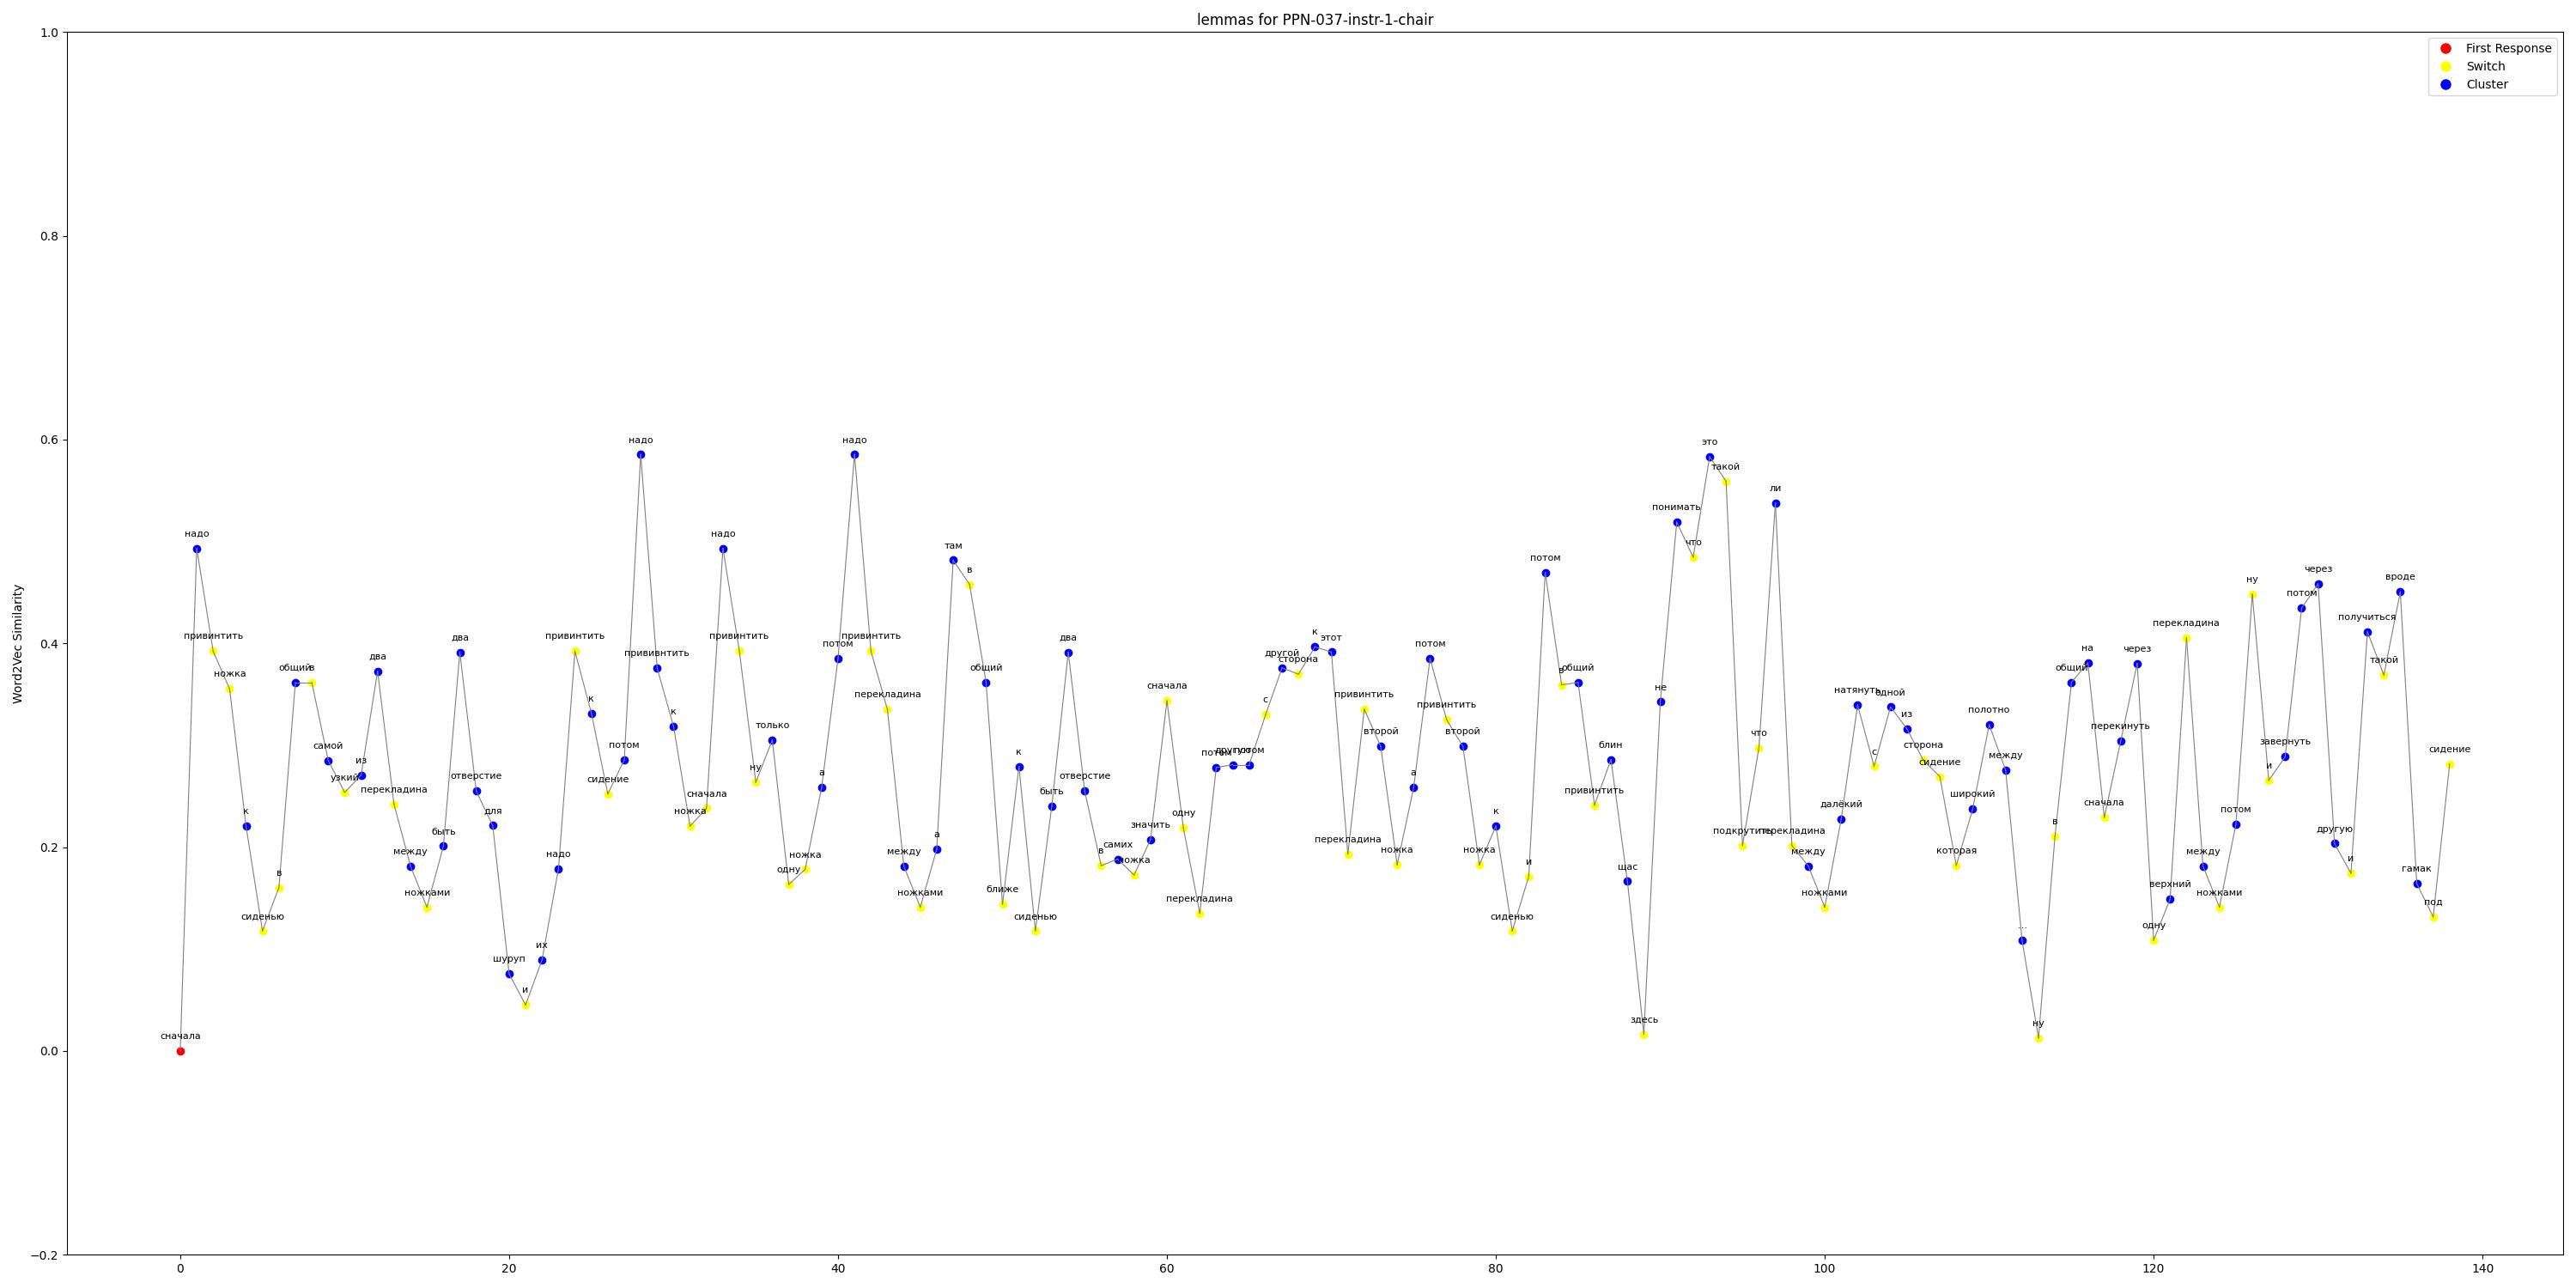 lemmas for PPN-037-instr-1-chair
First Response
Switch
Cluster
Word2Vec Similarity
1.0
0.8
0.6
0.4
0.2
0.0
−0.2
0
20
40
60
80
100
120
140
сначала
надо
привинтить
ножка
к
сиденью
в
общий
в
самой
узкий
из
два
перекладина
между
ножками
быть
два
отверстие
для
шуруп
и
их
надо
привинтить
к
сидение
потом
надо
прививнтить
к
ножка
сначала
надо
привинтить
ну
только
одну
ножка
а
потом
надо
привинтить
перекладина
между
ножками
а
там
в
общий
ближе
к
сиденью
быть
два
отверстие
в
самих
ножка
значить
сначала
одну
перекладина
потом
другую
потом
с
другой
сторона
к
этот
перекладина
привинтить
второй
ножка
а
потом
привинтить
второй
ножка
к
сиденью
и
потом
в
общий
привинтить
блин
щас
здесь
не
понимать
что
это
такой
подкрутить
что
ли
перекладина
между
ножками
далёкий
натянуть
с
одной
из
сторона
сидение
которая
широкий
полотно
между
...
ну
в
общий
на
сначала
перекинуть
через
одну
верхний
перекладина
между
ножками
потом
ну
и
завернуть
потом
через
другую
и
получиться
такой
вроде
гамак
под
сидение